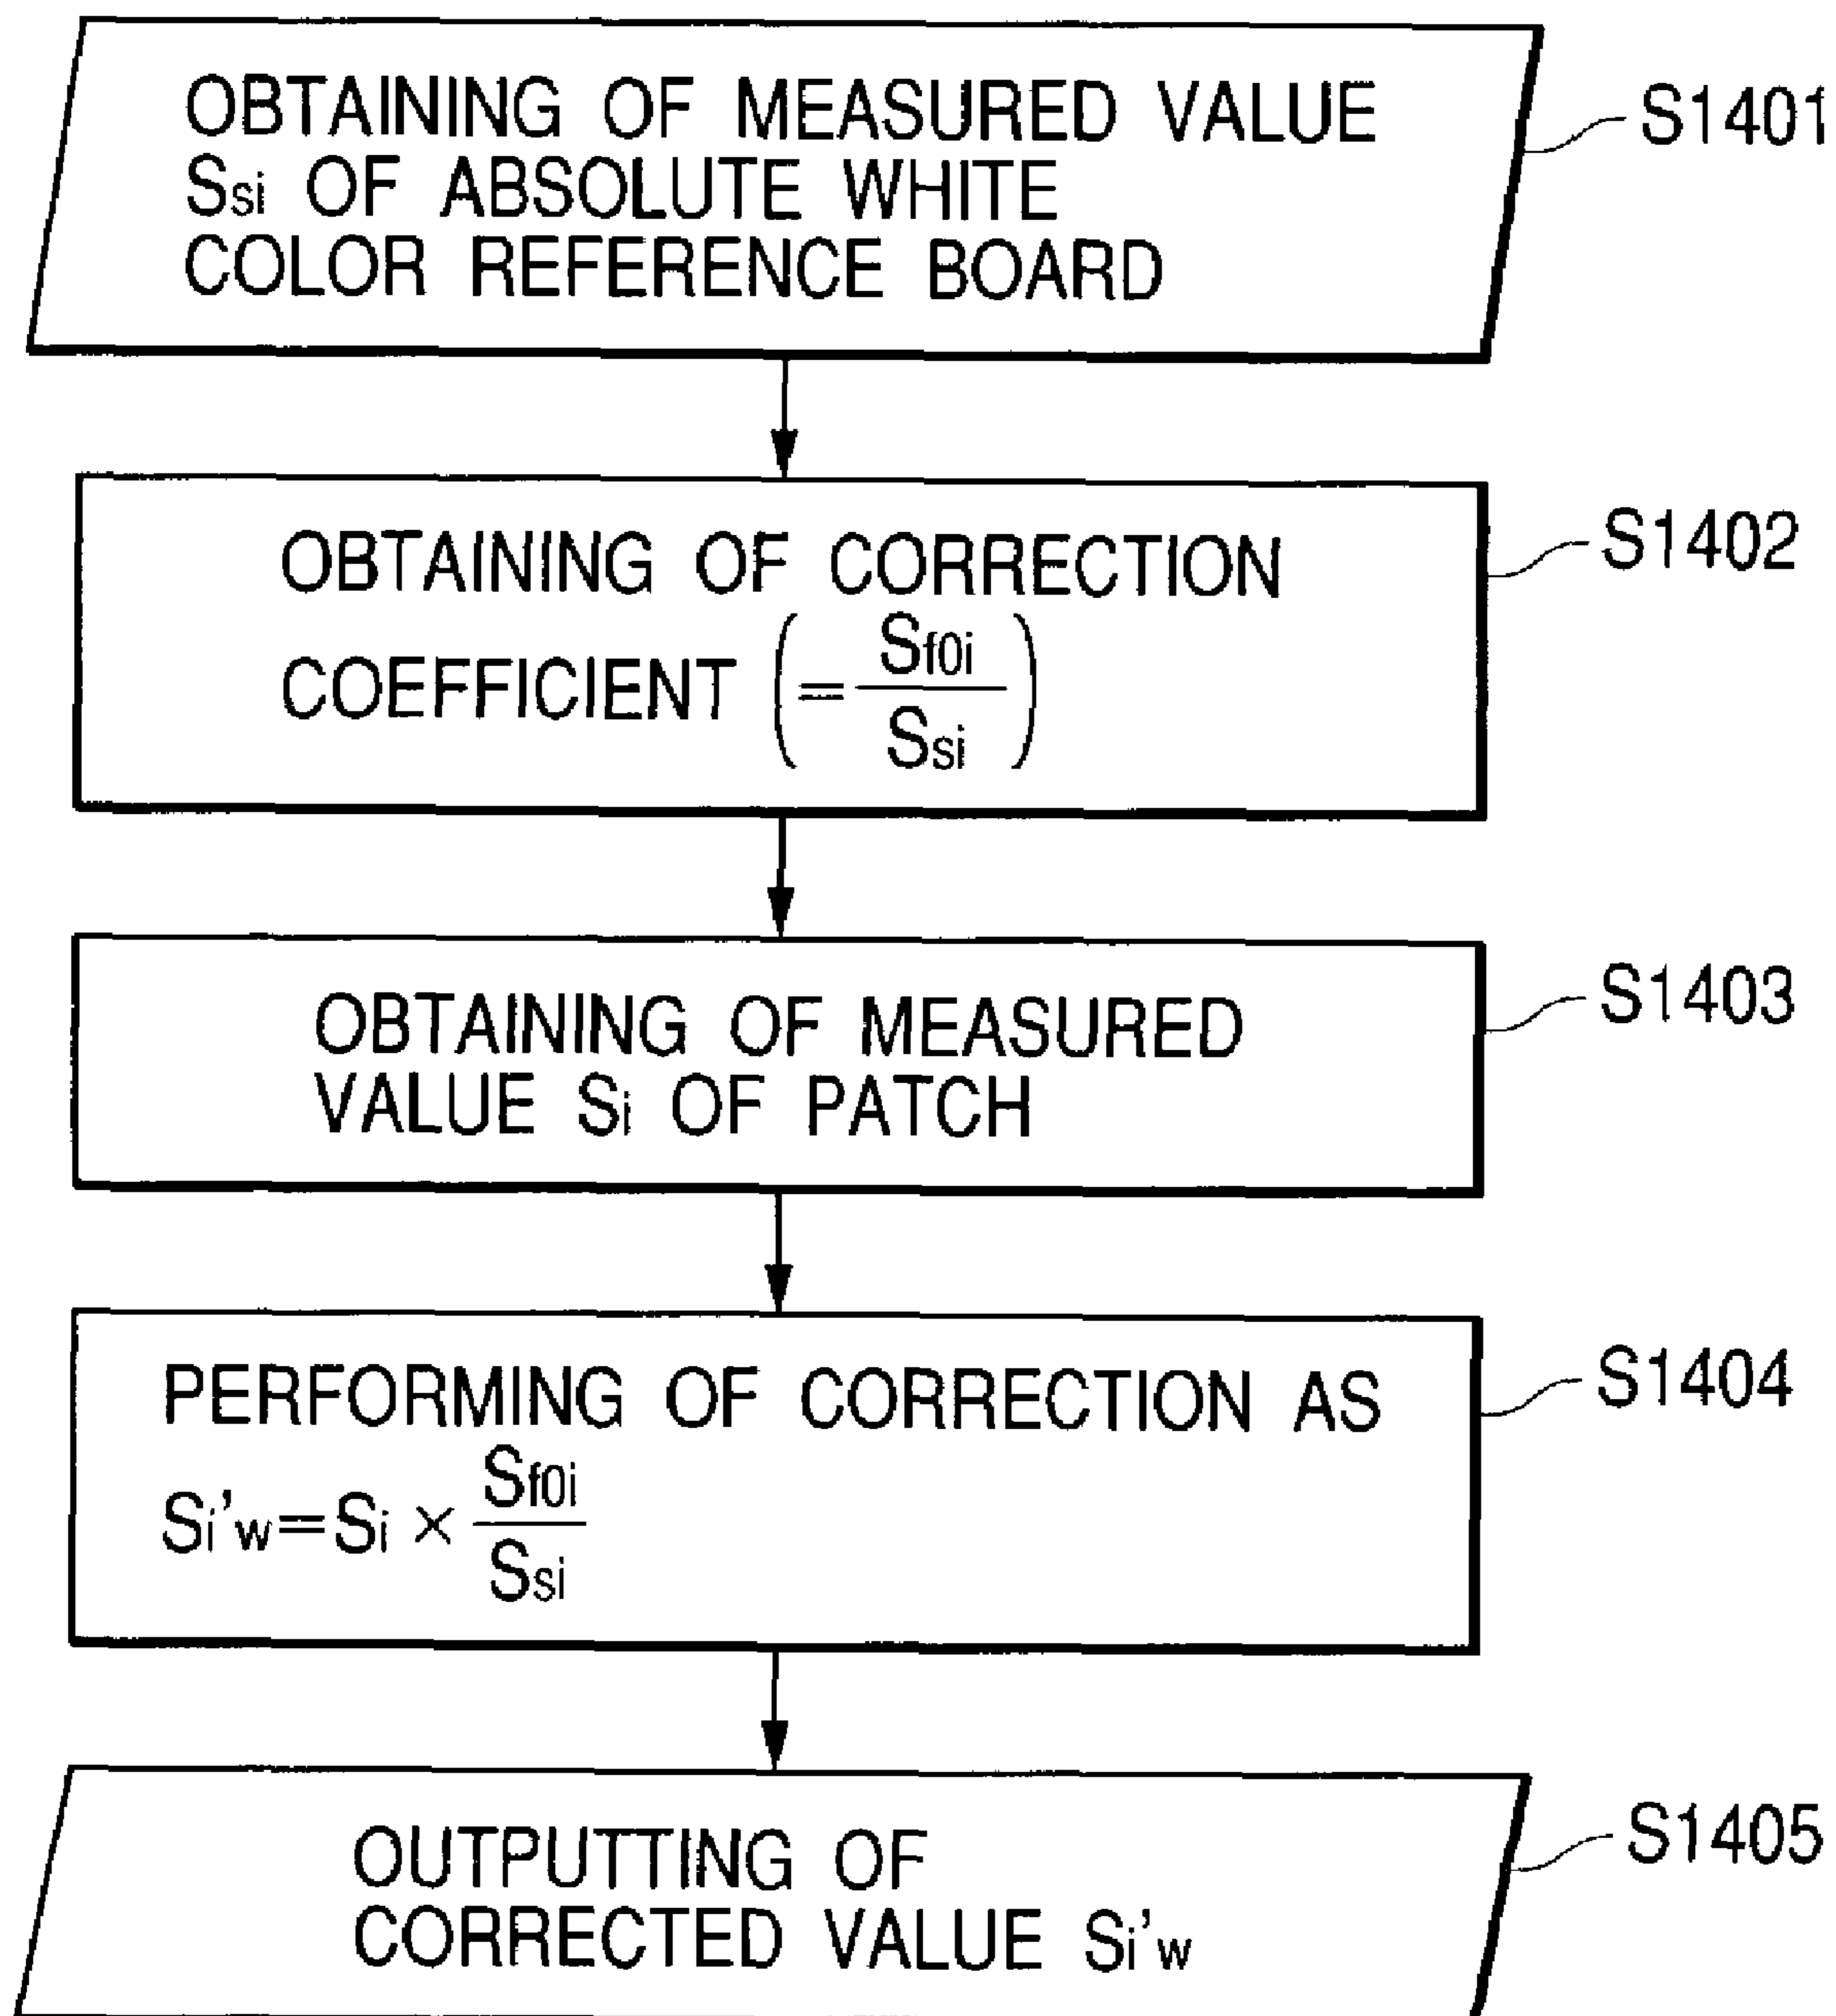 OBTAINING OF MEASURED VALUE
Ssi OF ABSOLUTE WHITE
COLOR REFERENCE BOARD
S1401
OBTAINING OF CORRECTION
COEFFICIENT (= Sf0i / Ssi)
S1402
OBTAINING OF MEASURED
VALUE Si OF PATCH
S1403
PERFORMING OF CORRECTION AS
Si'w=Si × Sf0i / Ssi
S1404
OUTPUTTING OF
CORRECTED VALUE Si'w
S1405